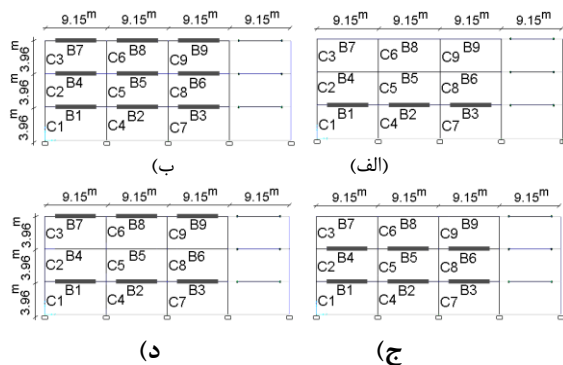 9.15m 9.15m 9.15m 9.15m
3.96m C3 B7 C6 B8 C9 B9
3.96m C2 B4 C5 B5 C8 B6
3.96m C1 B1 C4 B2 C7 B3
(ب
9.15m 9.15m 9.15m 9.15m
C3 B7 C6 B8 C9 B9
C2 B4 C5 B5 C8 B6
C1 B1 C4 B2 C7 B3
(الف)
9.15m 9.15m 9.15m 9.15m
3.96m C3 B7 C6 B8 C9 B9
3.96m C2 B4 C5 B5 C8 B6
3.96m C1 B1 C4 B2 C7 B3
(د
9.15m 9.15m 9.15m 9.15m
C3 B7 C6 B8 C9 B9
C2 B4 C5 B5 C8 B6
C1 B1 C4 B2 C7 B3
(ج